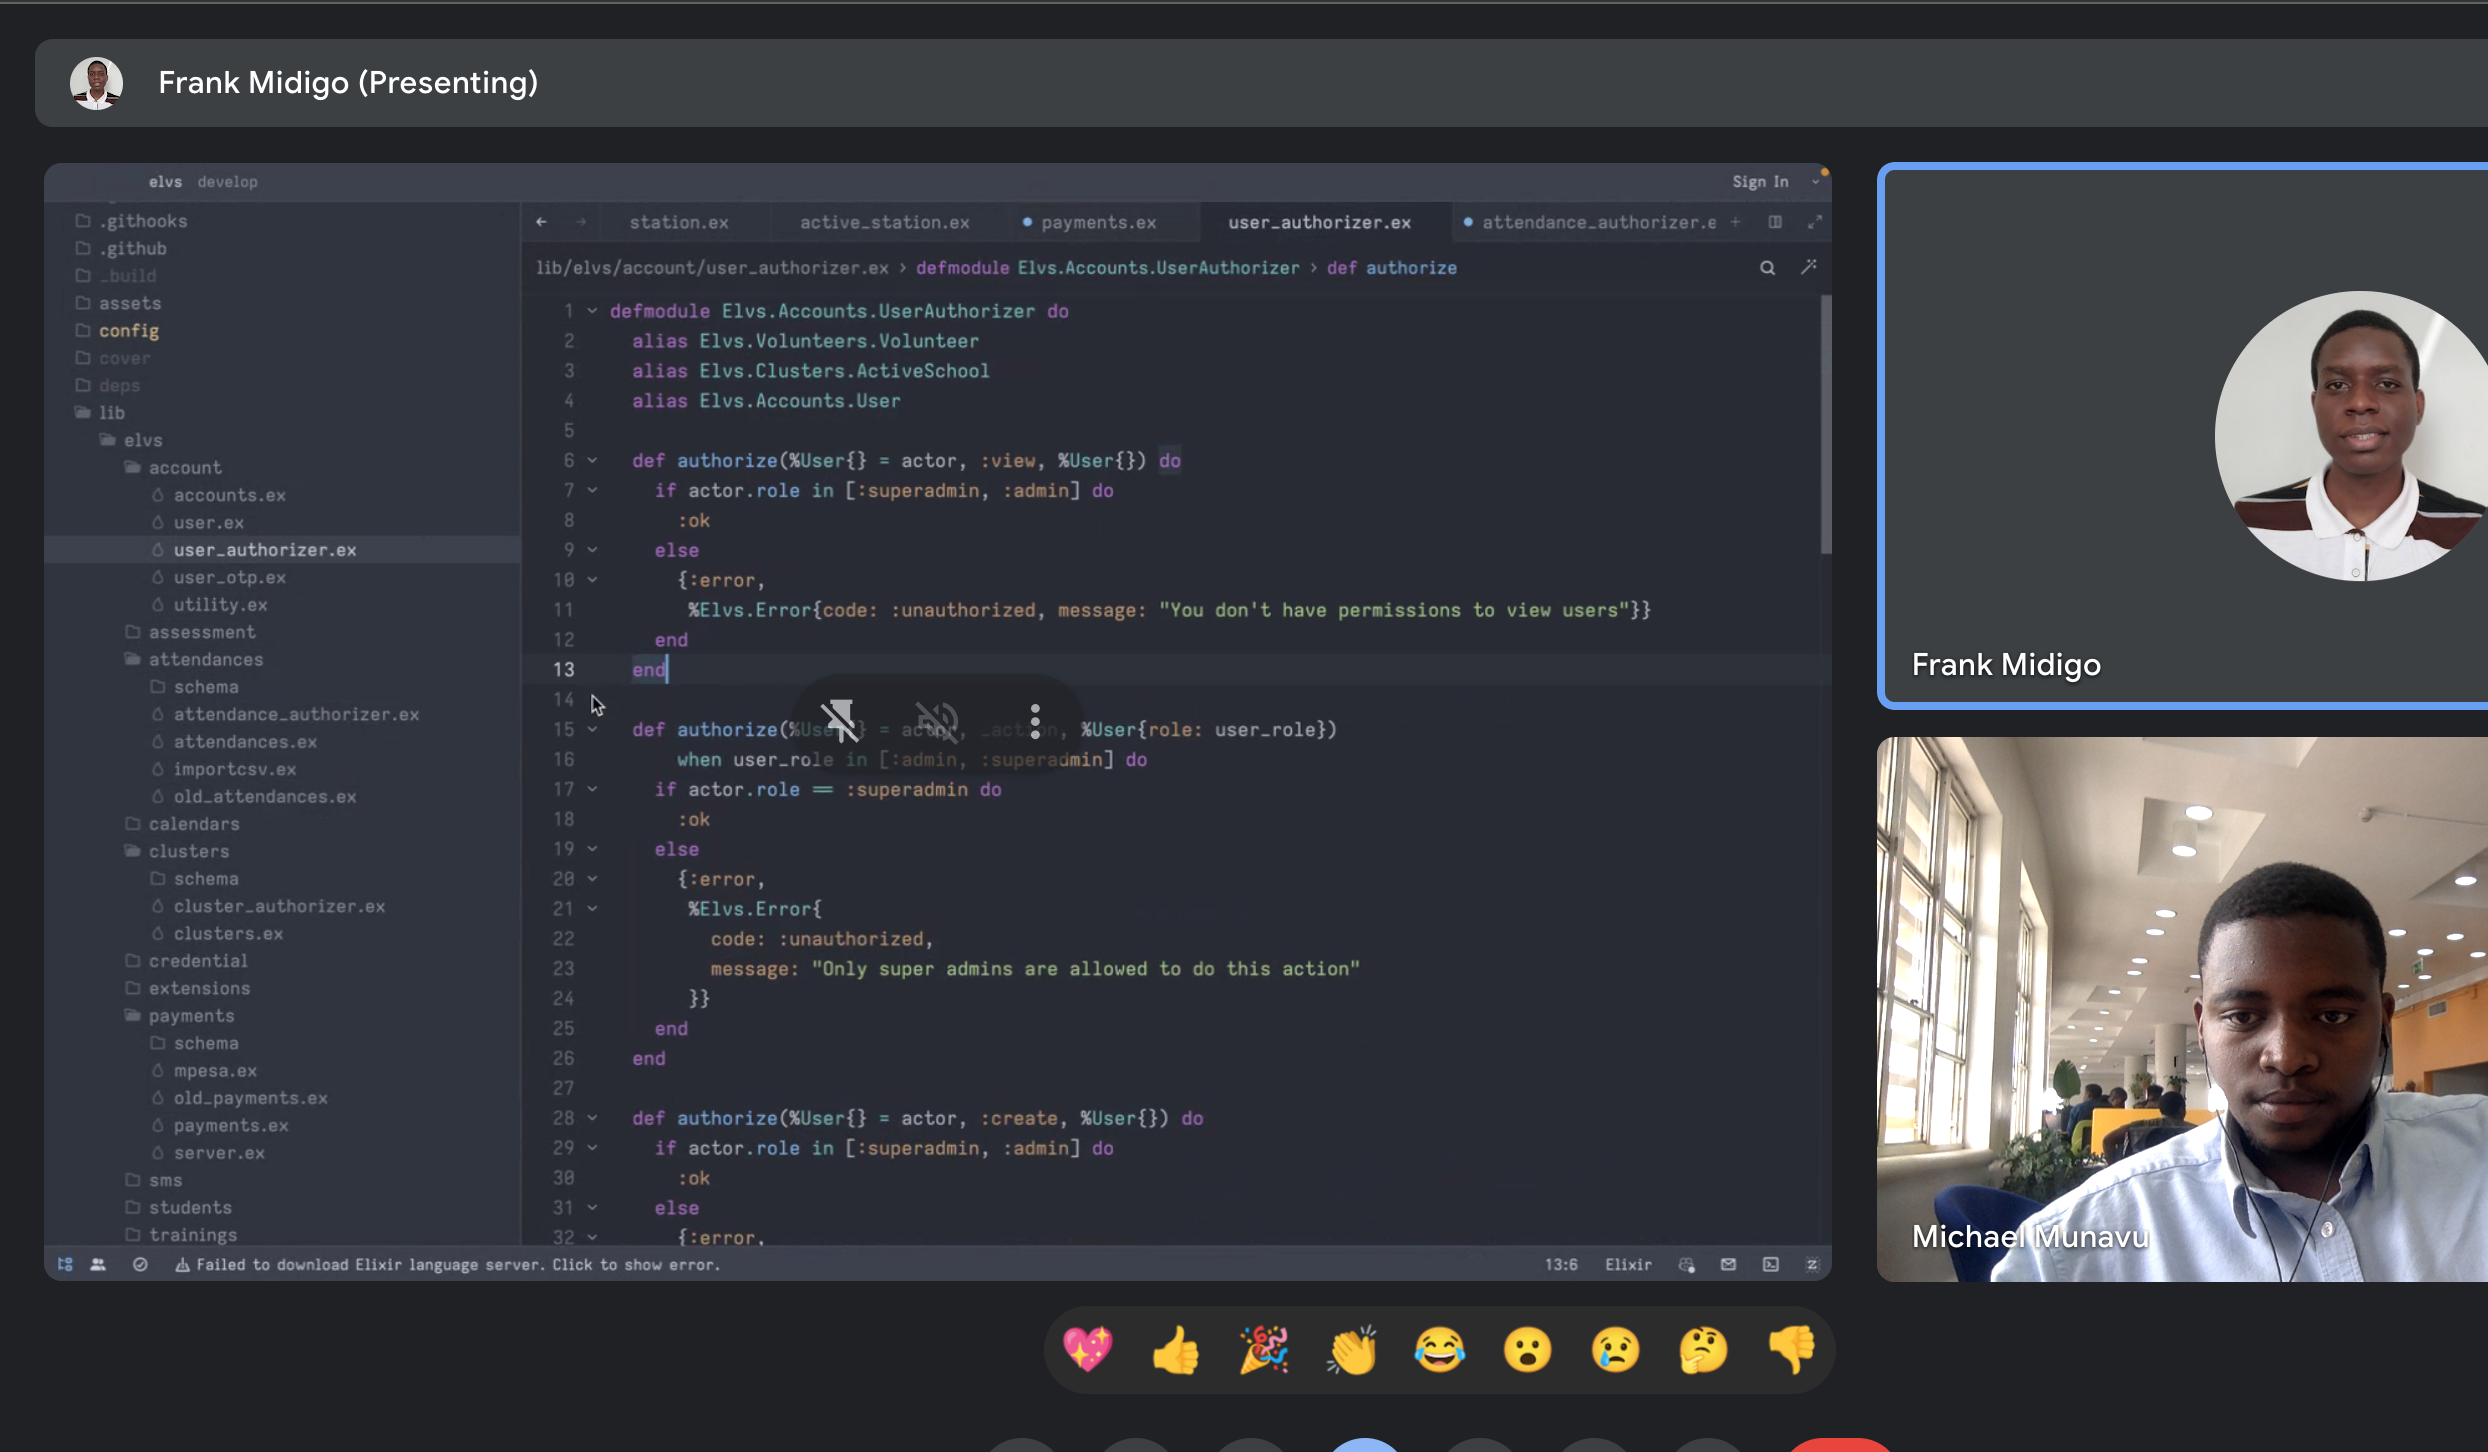 Frank Midigo (Presenting)
elvs develop
Sign In
.githooks
.github
_build
assets
config
cover
deps
lib
elvs
account
accounts.ex
user.ex
user_authorizer.ex
user_otp.ex
utility.ex
assessment
attendances
schema
attendance_authorizer.ex
attendances.ex
importcsv.ex
old_attendances.ex
calendars
clusters
schema
cluster_authorizer.ex
clusters.ex
credential
extensions
payments
schema
mpesa.ex
old_payments.ex
payments.ex
server.ex
sms
students
trainings
station.ex active_station.ex payments.ex user_authorizer.ex attendance_authorizer.e
lib/elvs/account/user_authorizer.ex › defmodule Elvs.Accounts.UserAuthorizer › def authorize
1 defmodule Elvs.Accounts.UserAuthorizer do
2 alias Elvs.Volunteers.Volunteer
3 alias Elvs.Clusters.ActiveSchool
4 alias Elvs.Accounts.User
5
6 def authorize(%User{} = actor, :view, %User{}) do
7 if actor.role in [:superadmin, :admin] do
8 :ok
9 else
10 {:error,
11 %Elvs.Error{code: :unauthorized, message: "You don't have permissions to view users"}}
12 end
13 end
14
15 def authorize(%User{} = actor, _action, %User{role: user_role})
16 when user_role in [:admin, :superadmin] do
17 if actor.role == :superadmin do
18 :ok
19 else
20 {:error,
21 %Elvs.Error{
22 code: :unauthorized,
23 message: "Only super admins are allowed to do this action"
24 }}
25 end
26 end
27
28 def authorize(%User{} = actor, :create, %User{}) do
29 if actor.role in [:superadmin, :admin] do
30 :ok
31 else
32 {:error,
Failed to download Elixir language server. Click to show error.
13:6 Elixir
Frank Midigo
Michael Munavu